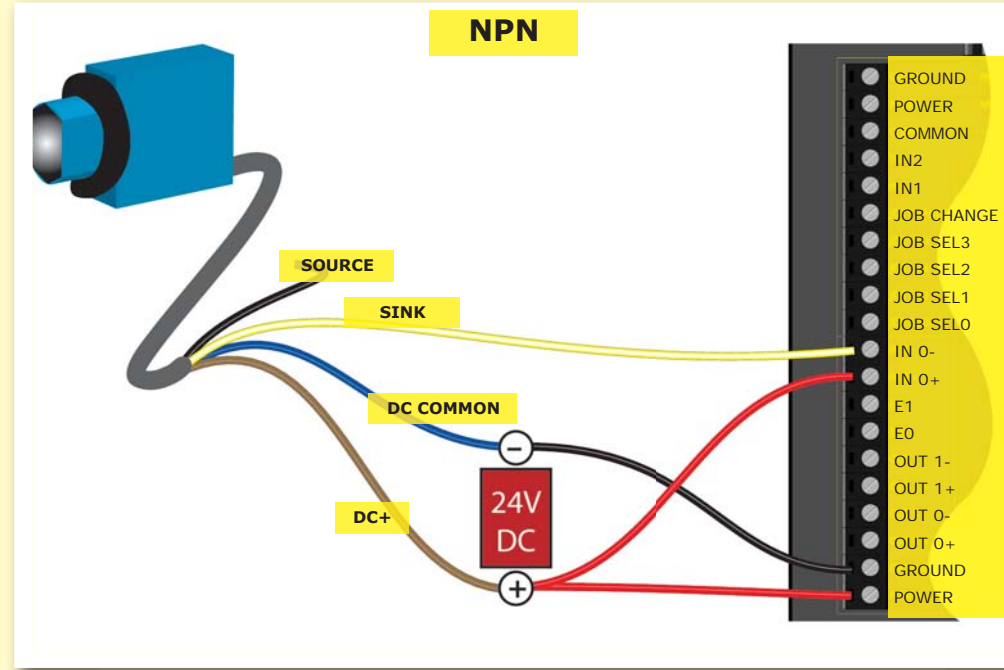 NPN
SOURCE
SINK
DC COMMON
DC+
−
24V
DC
+
GROUND
POWER
COMMON
IN2
IN1
JOB CHANGE
JOB SEL3
JOB SEL2
JOB SEL1
JOB SEL0
IN 0-
IN 0+
E1
E0
OUT 1-
OUT 1+
OUT 0-
OUT 0+
GROUND
POWER